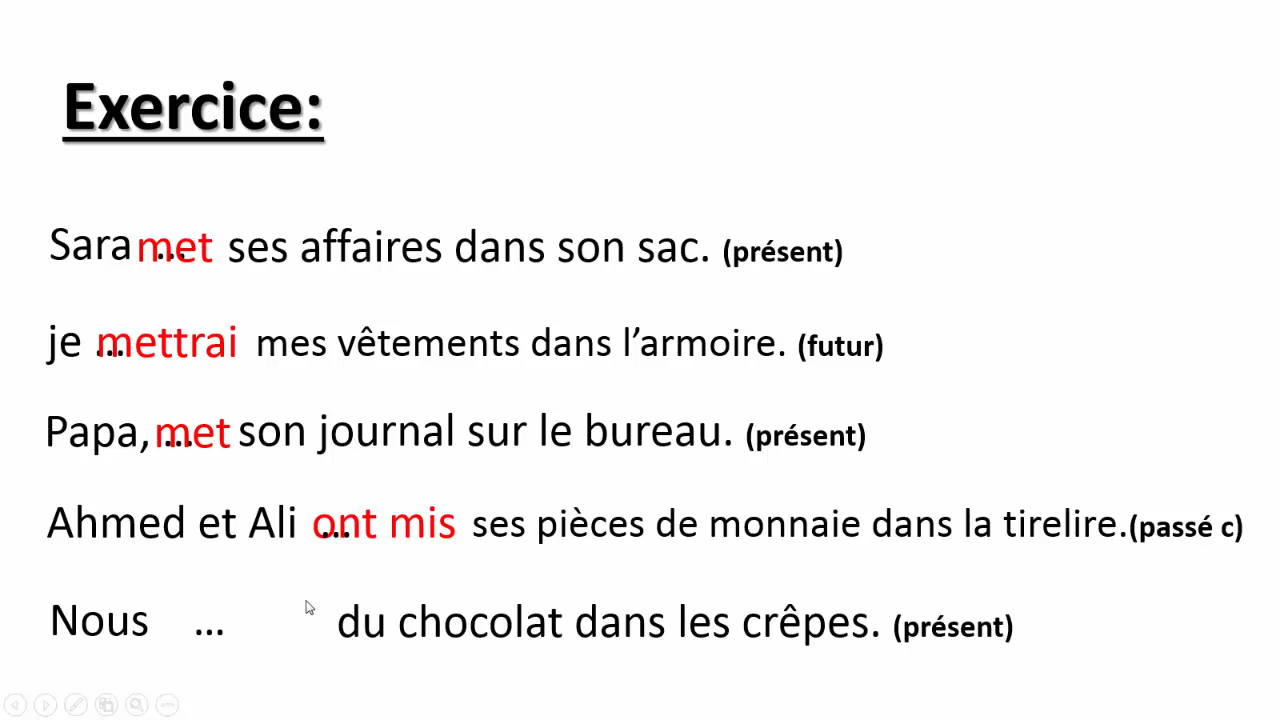 Exercice:
Sara ... met ses affaires dans son sac. (présent)
je ... mettrai mes vêtements dans l’armoire. (futur)
Papa, ... met son journal sur le bureau. (présent)
Ahmed et Ali ... ont mis ses pièces de monnaie dans la tirelire.(passé c)
Nous ... du chocolat dans les crêpes. (présent)